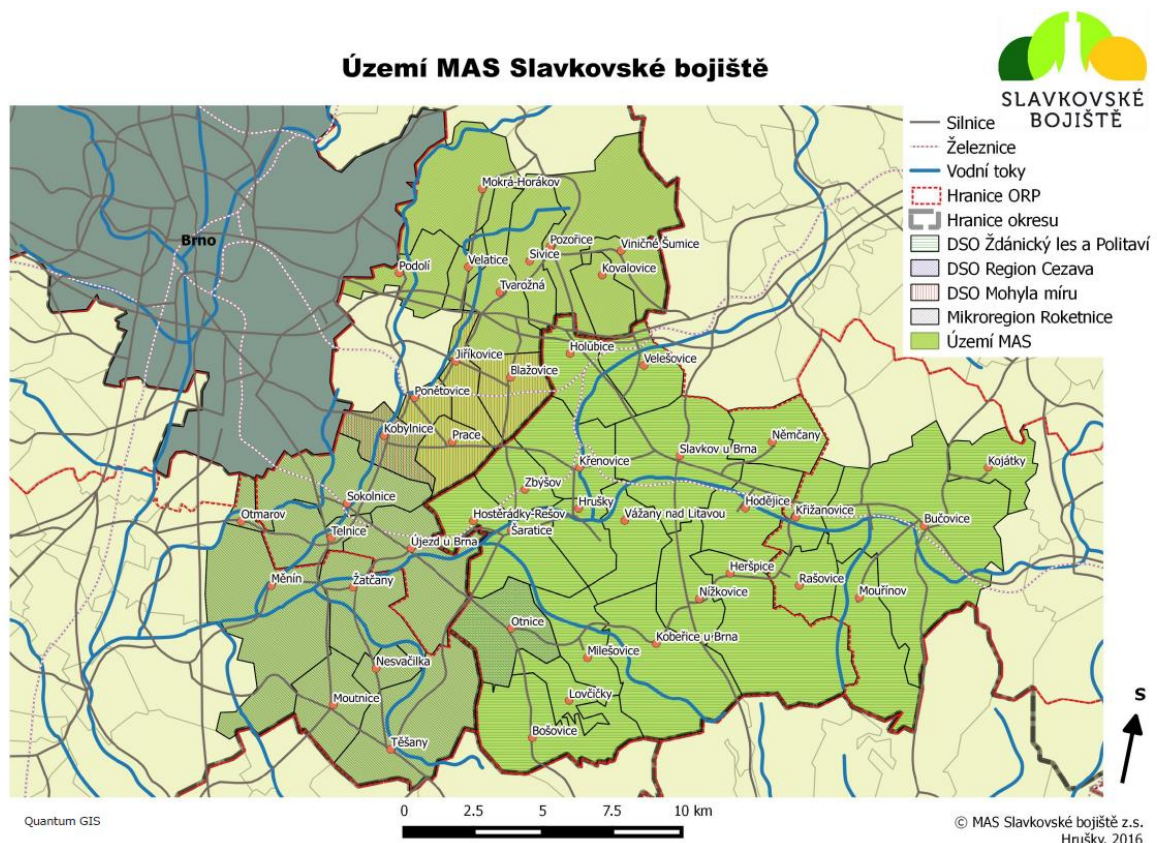 Území MAS Slavkovské bojiště
SLAVKOVSKÉ
BOJIŠTĚ
Silnice
Železnice
Vodní toky
Hranice ORP
Hranice okresu
DSO Ždánický les a Politaví
DSO Region Cezava
DSO Mohyla míru
Mikroregion Roketnice
Území MAS
Mokrá-Horákov
Brno
Pozořice
Viničné Šumice
Podolí
Velatice
Sivice
Kovalovice
Tvarožná
Holubice
Jiříkovice
Velešovice
Blažovice
Ponětovice
Kobylnice
Prace
Němčany
Slavkov u Brna
Křenovice
Kojátky
Zbýšov
Sokolnice
Hrušky
Hodějice
Otmarov
Hostěrádky-Rešov
Vážany nad Litavou
Křižanovice
Bučovice
Šaratice
Telnice
Újezd u Brna
Heršpice
Měnín
Žatčany
Rašovice
Nížkovice
Mouřínov
Otnice
Kobeřice u Brna
Milešovice
Nesvačilka
Lovčičky
Moutnice
Bošovice
Těšany
S
0 2.5 5 7.5 10 km
Quantum GIS
© MAS Slavkovské bojiště z.s.
Hrušky, 2016